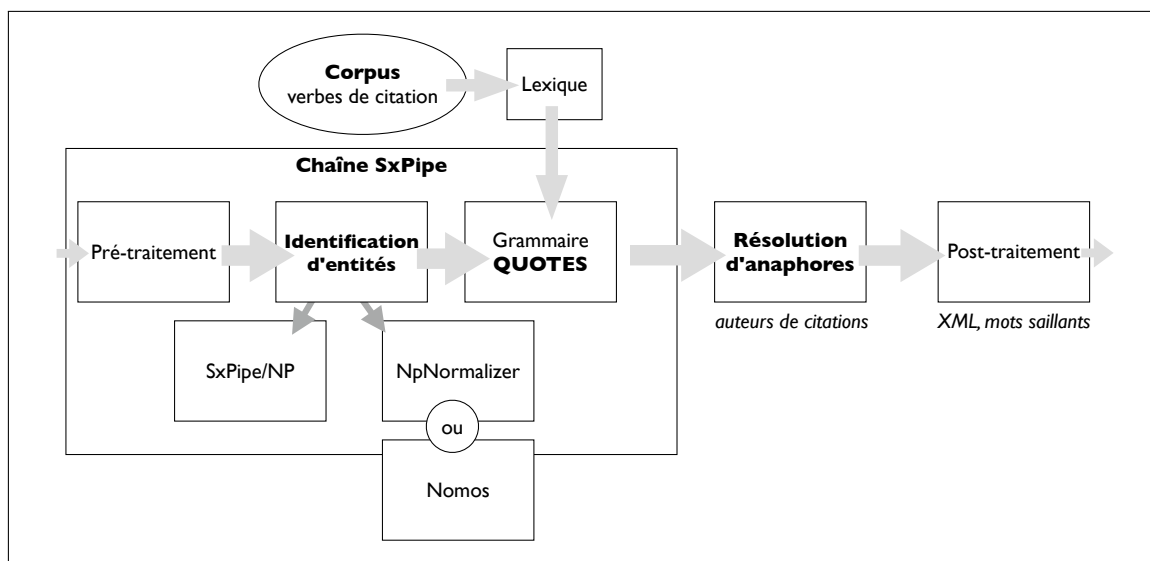 Corpus
verbes de citation
Lexique
Chaîne SxPipe
Pré-traitement
Identification
d'entités
Grammaire
QUOTES
Résolution
d'anaphores
Post-traitement
auteurs de citations
XML, mots saillants
SxPipe/NP
NpNormalizer
ou
Nomos